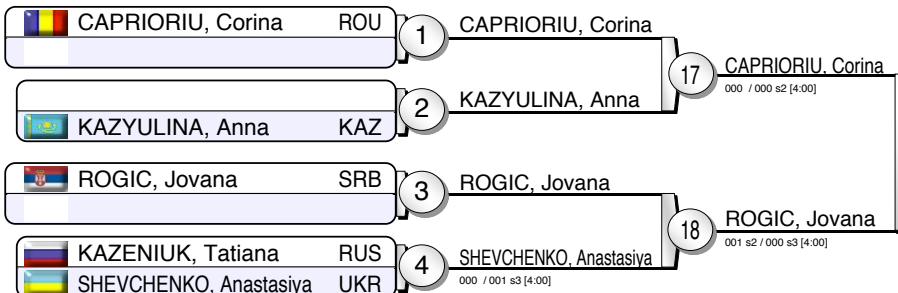 CAPRIORIU, Corina ROU
1
CAPRIORIU, Corina
17
CAPRIORIU, Corina
000 / 000 s2 [4:00]
2
KAZYULINA, Anna
KAZYULINA, Anna KAZ
ROGIC, Jovana SRB
3
ROGIC, Jovana
18
ROGIC, Jovana
001 s2 / 000 s3 [4:00]
KAZENIUK, Tatiana RUS
4
SHEVCHENKO, Anastasiya
000 / 001 s3 [4:00]
SHEVCHENKO, Anastasiya UKR